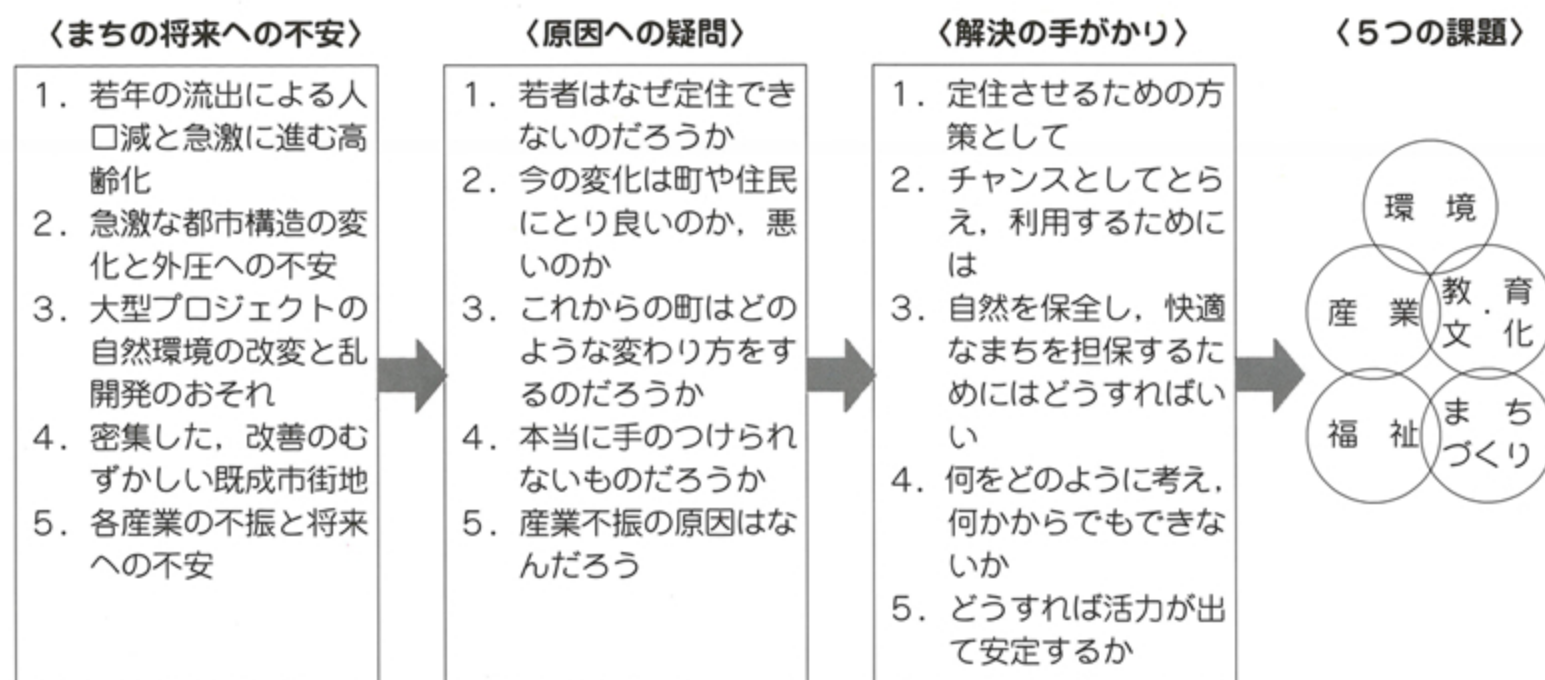 〈まちの将来への不安〉
1．若年の流出による人
口減と急激に進む高
齢化
2．急激な都市構造の変
化と外圧への不安
3．大型プロジェクトの
自然環境の改変と乱
開発のおそれ
4．密集した，改善のむ
ずかしい既成市街地
5．各産業の不振と将来
への不安
〈原因への疑問〉
1．若者はなぜ定住でき
ないのだろうか
2．今の変化は町や住民
にとり良いのか，悪
いのか
3．これからの町はどの
ような変わり方をす
るのだろうか
4．本当に手のつけられ
ないものだろうか
5．産業不振の原因はな
んだろう
〈解決の手がかり〉
1．定住させるための方
策として
2．チャンスとしてとら
え，利用するために
は
3．自然を保全し，快適
なまちを担保するた
めにはどうすればい
い
4．何をどのように考え，
何かからでもできな
いか
5．どうすれば活力が出
て安定するか
〈5つの課題〉
環　境
産　業
教　育
・
文　化
福　祉
ま　ち
づくり